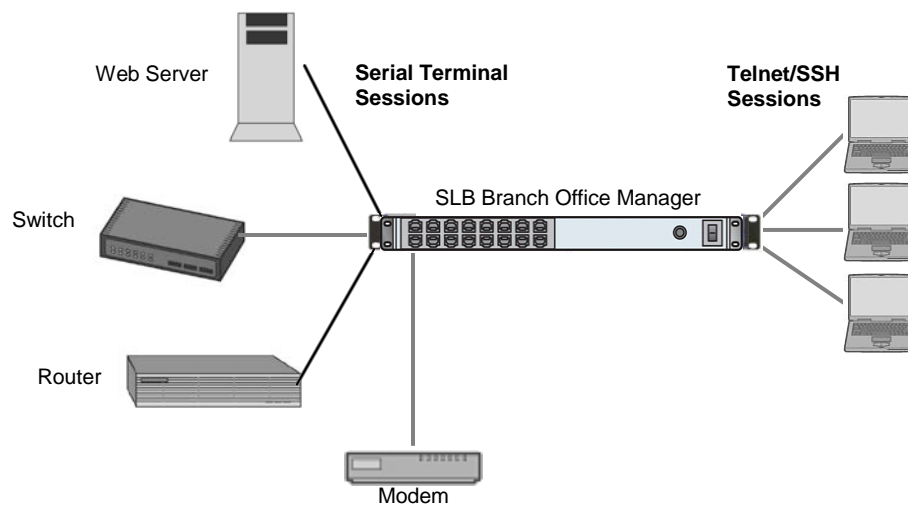 Web Server
Serial Terminal
Sessions
Telnet/SSH
Sessions
SLB Branch Office Manager
Switch
Router
Modem